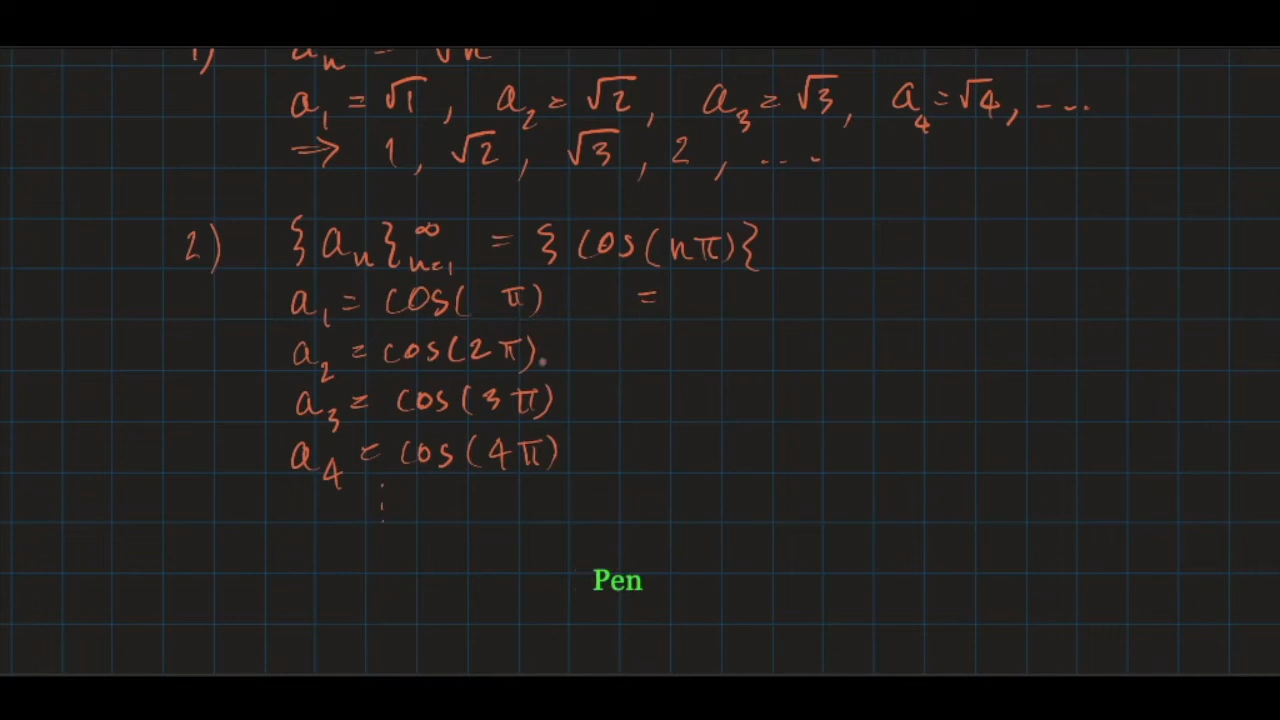 1) aₙ = √n
a₁ = √1 , a₂ = √2 , a₃ = √3 , a₄ = √4 , ....
⇒ 1 , √2 , √3 , 2 , ....
2) {aₙ}ₙ₌₁^∞ = { cos(nπ)}
a₁ = cos( π) =
a₂ = cos(2π)
a₃ = cos(3π)
a₄ = cos(4π)
⋮
Pen